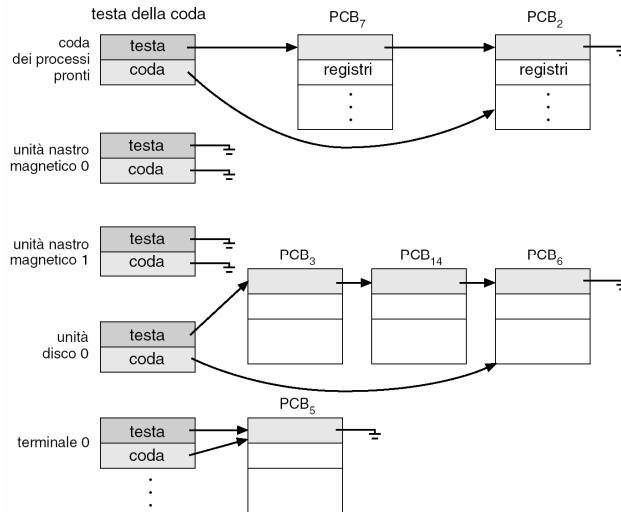 testa della coda
PCB7
PCB2
coda
dei processi
pronti
testa
coda
registri
registri
unità nastro
magnetico 0
testa
coda
unità nastro
magnetico 1
testa
coda
PCB3
PCB14
PCB6
unità
disco 0
testa
coda
PCB5
terminale 0
testa
coda